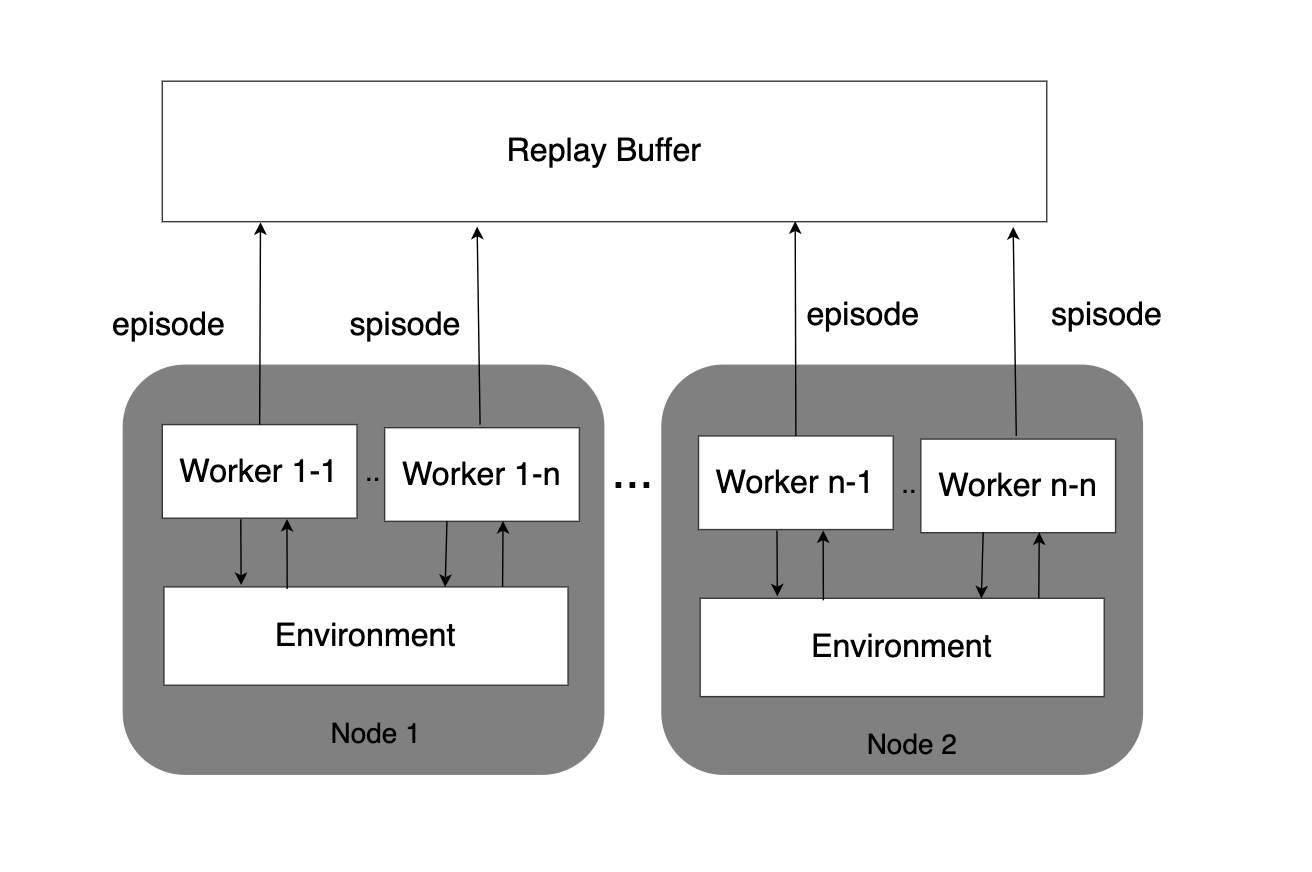 Replay Buffer
episode
spisode
episode
spisode
Worker 1-1
..
Worker 1-n
...
Worker n-1
..
Worker n-n
Environment
Environment
Node 1
Node 2